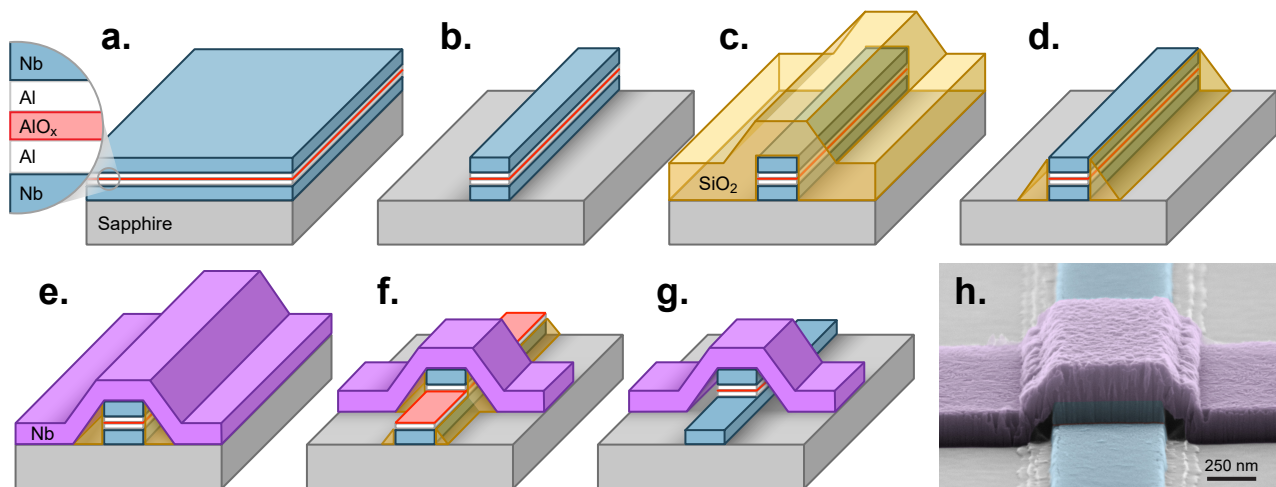 a.
b.
c.
d.
Nb
Al
AlOₓ
Al
Nb
Sapphire
SiO₂
e.
f.
g.
h.
Nb
250 nm